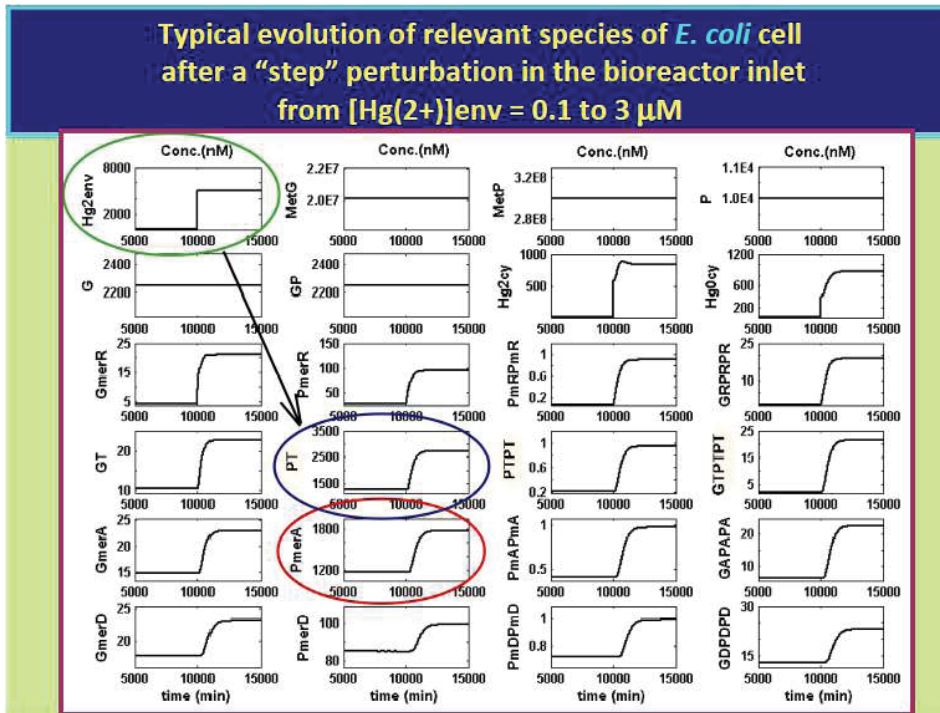 Typical evolution of relevant species of E. coli cell
after a “step” perturbation in the bioreactor inlet
from [Hg(2+)]env = 0.1 to 3 µM
Conc.(nM) Conc.(nM) Conc.(nM) Conc.(nM)
Hg2env 8000 2000 5000 10000 15000
MetG 2.2E7 2.0E7 5000 10000 15000
MetP 3.2E8 2.8E8 5000 10000 15000
P 1.1E4 1.0E4 5000 10000 15000
G 2400 2200 5000 10000 15000
GP 2400 2200 5000 10000 15000
Hg2cy 1000 500 5000 10000 15000
Hg0cy 1200 600 200 5000 10000 15000
GmerR 25 15 5 5000 10000 15000
PmerR 150 100 50 5000 10000 15000
PmRPmR 1 0.6 0.2 5000 10000 15000
GRPRPR 20 10 5000 10000 15000
GT 20 10 5000 10000 15000
PT 3500 2500 1500 5000 10000 15000
PTPT 1 0.6 0.2 5000 10000 15000
GTPTPT 25 15 5 5000 10000 15000
GmerA 25 20 15 5000 10000 15000
PmerA 1800 1200 5000 10000 15000
PmAPmA 1 0.5 5000 10000 15000
GAPAPA 20 10 5000 10000 15000
GmerD 20 5000 10000 15000
PmerD 100 80 5000 10000 15000
PmDPmD 1 0.8 5000 10000 15000
GDPDPD 30 15 5000 10000 15000
time (min) time (min) time (min) time (min)